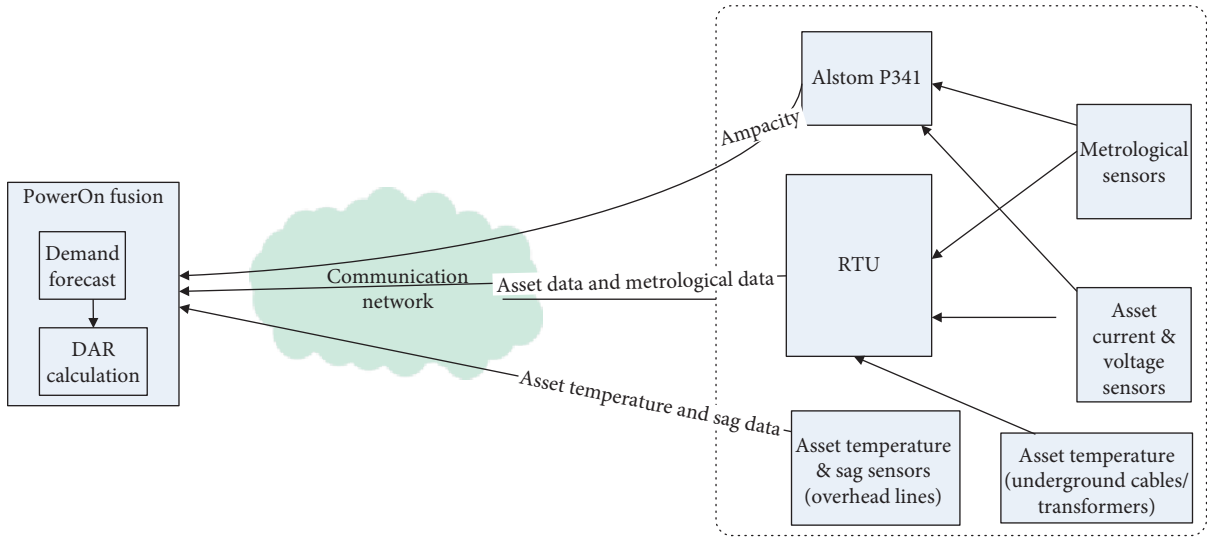 PowerOn fusion
Demand
forecast
DAR
calculation
Communication
network
Ampacity
Asset data and metrological data
Asset temperature and sag data
Alstom P341
RTU
Metrological
sensors
Asset
current &
voltage
sensors
Asset temperature
& sag sensors
(overhead lines)
Asset temperature
(underground cables/
transformers)